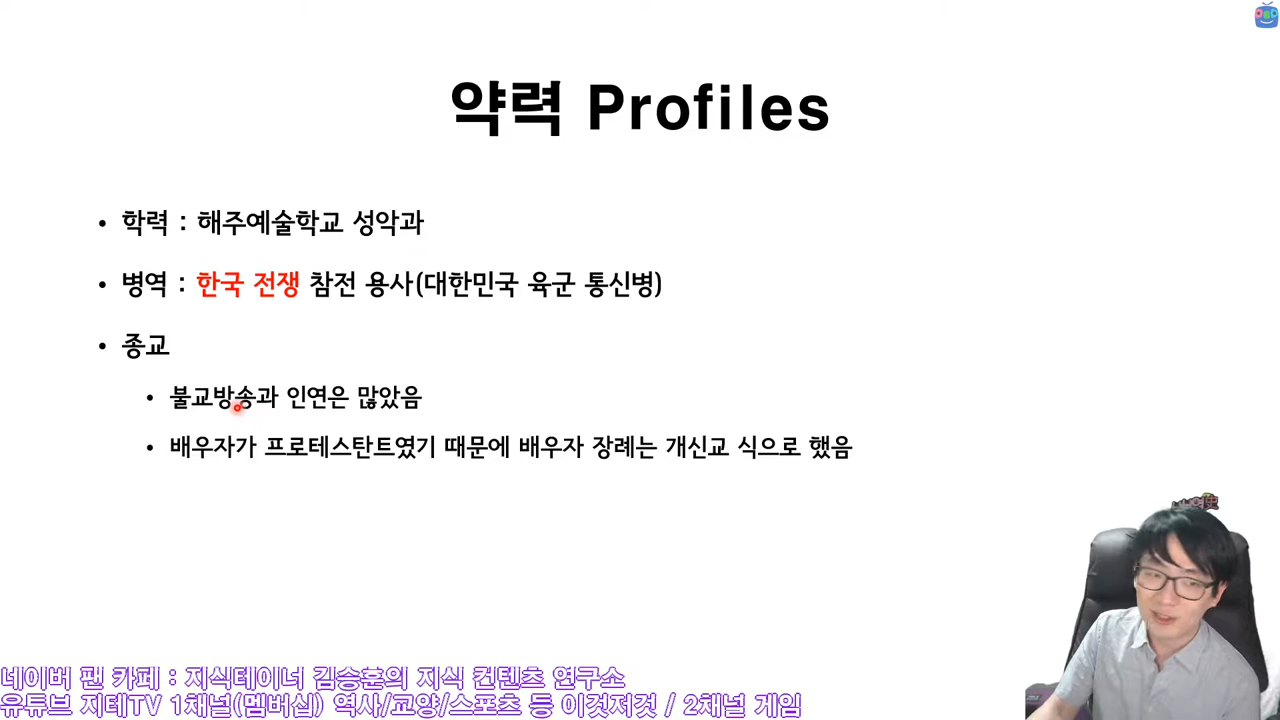 약력 Profiles
• 학력 : 해주예술학교 성악과
• 병역 : 한국 전쟁 참전 용사(대한민국 육군 통신병)
• 종교
• 불교방송과 인연은 많았음
• 배우자가 프로테스탄트였기 때문에 배우자 장례는 개신교 식으로 했음
네이버 팬 카페 : 지식테이너 김승훈의 지식 컨텐츠 연구소
유튜브 지테TV 1채널(멤버십) 역사/교양/스포츠 등 이것저것 / 2채널 게임